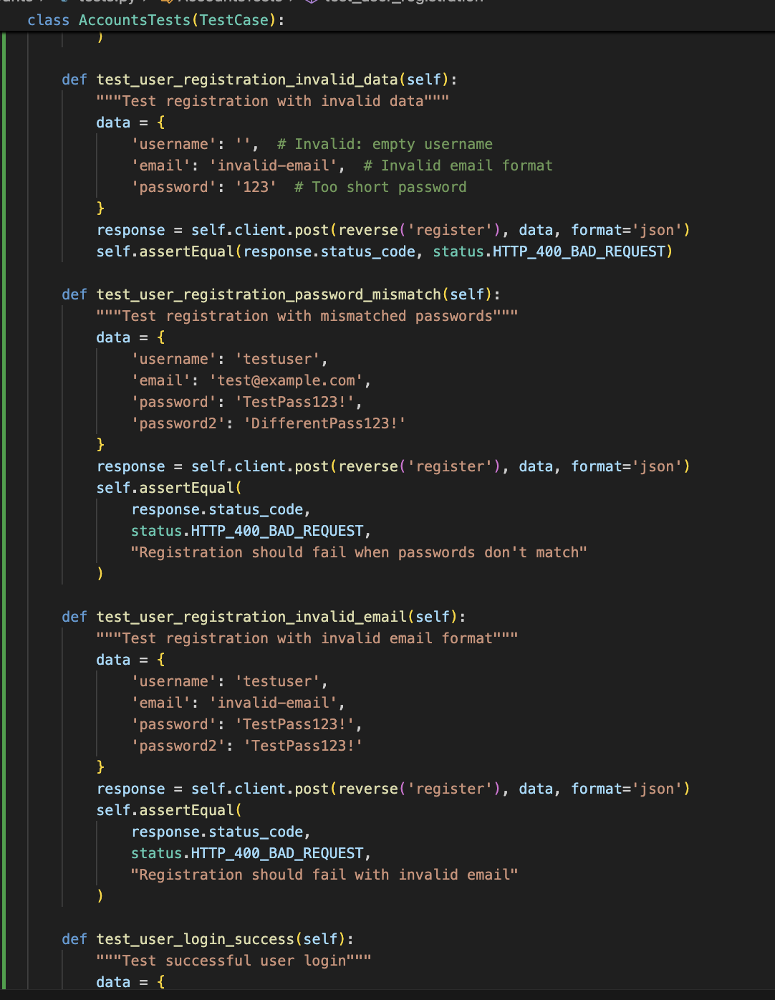 class AccountsTests(TestCase):
)
def test_user_registration_invalid_data(self):
"""Test registration with invalid data"""
data = {
'username': '',  # Invalid: empty username
'email': 'invalid-email',  # Invalid email format
'password': '123'  # Too short password
}
response = self.client.post(reverse('register'), data, format='json')
self.assertEqual(response.status_code, status.HTTP_400_BAD_REQUEST)
def test_user_registration_password_mismatch(self):
"""Test registration with mismatched passwords"""
data = {
'username': 'testuser',
'email': 'test@example.com',
'password': 'TestPass123!',
'password2': 'DifferentPass123!'
}
response = self.client.post(reverse('register'), data, format='json')
self.assertEqual(
response.status_code,
status.HTTP_400_BAD_REQUEST,
"Registration should fail when passwords don't match"
)
def test_user_registration_invalid_email(self):
"""Test registration with invalid email format"""
data = {
'username': 'testuser',
'email': 'invalid-email',
'password': 'TestPass123!',
'password2': 'TestPass123!'
}
response = self.client.post(reverse('register'), data, format='json')
self.assertEqual(
response.status_code,
status.HTTP_400_BAD_REQUEST,
"Registration should fail with invalid email"
)
def test_user_login_success(self):
"""Test successful user login"""
data = {